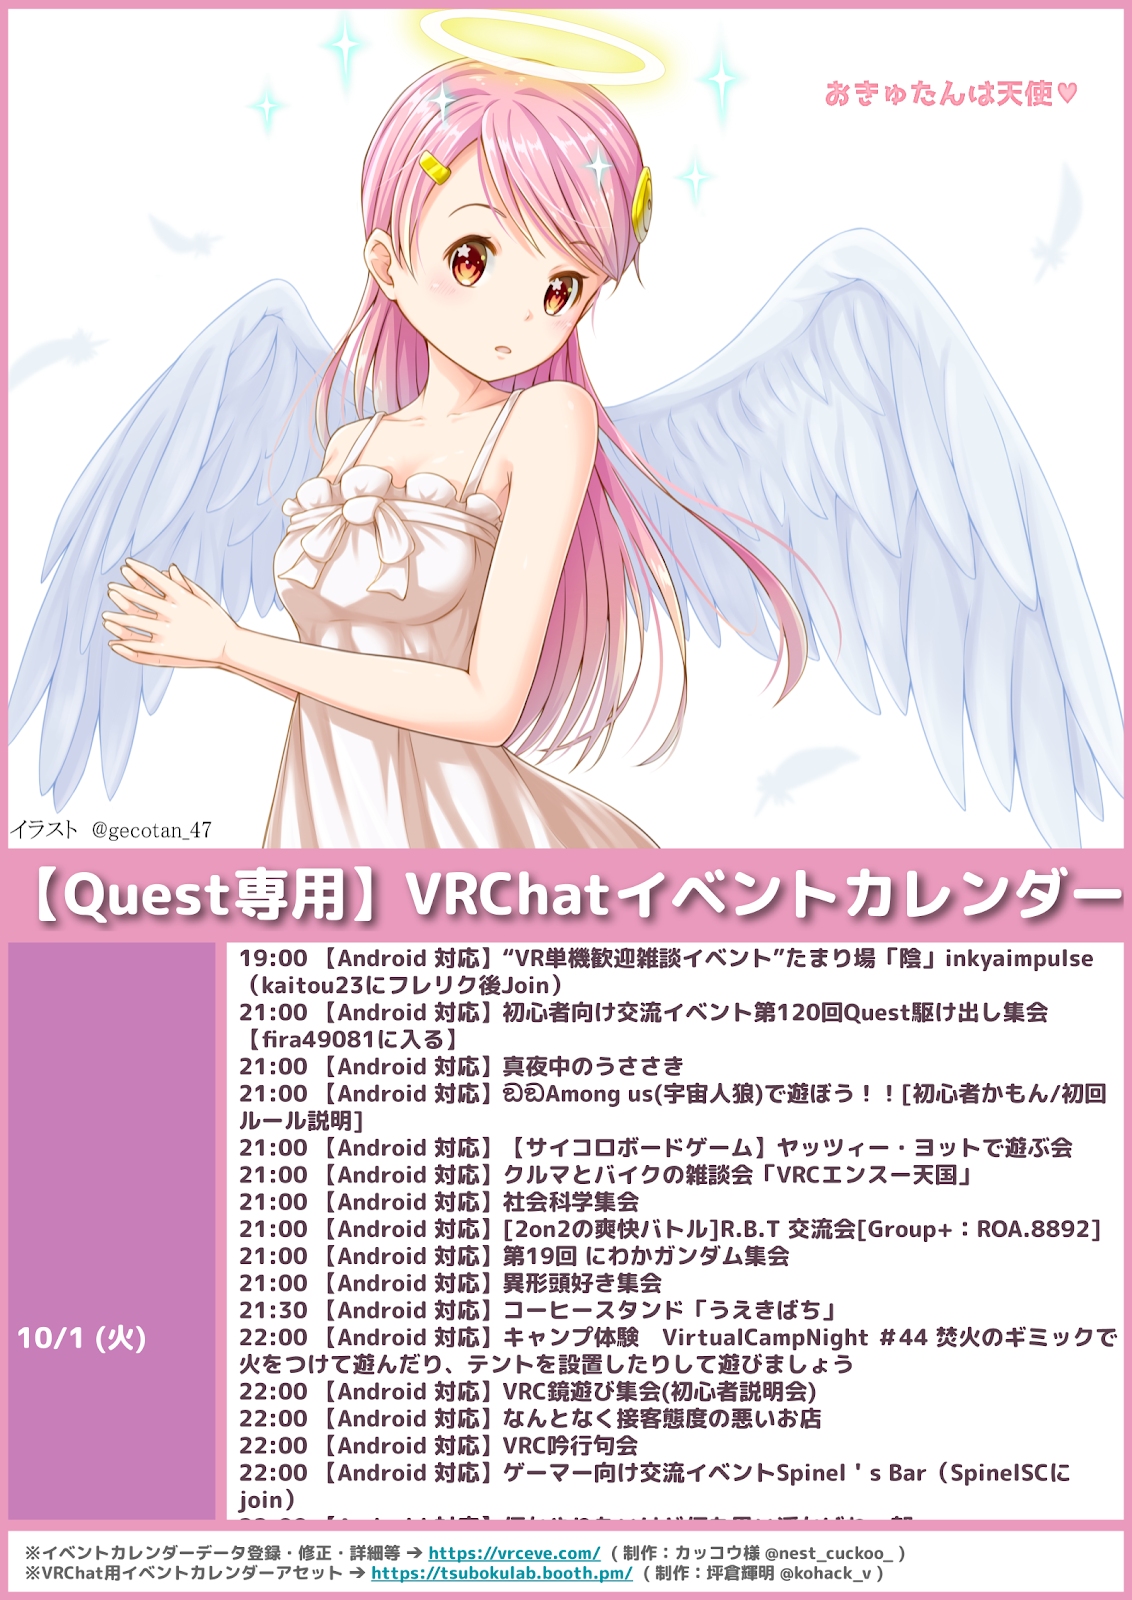 おきゅたんは天使♥
イラスト @gecotan_47
【Quest専用】VRChatイベントカレンダー
10/1 (火)
19:00 【Android 対応】“VR単機歓迎雑談イベント”たまり場「陰」inkyaimpulse
（kaitou23にフレリク後Join）
21:00 【Android 対応】初心者向け交流イベント第120回Quest駆け出し集会
【fira49081に入る】
21:00 【Android 対応】真夜中のうささき
21:00 【Android 対応】ඞඞAmong us(宇宙人狼)で遊ぼう！！[初心者かもん/初回
ルール説明]
21:00 【Android 対応】【サイコロボードゲーム】ヤッツィー・ヨットで遊ぶ会
21:00 【Android 対応】クルマとバイクの雑談会「VRCエンスー天国」
21:00 【Android 対応】社会科学集会
21:00 【Android 対応】[2on2の爽快バトル]R.B.T 交流会[Group+：ROA.8892]
21:00 【Android 対応】第19回 にわかガンダム集会
21:00 【Android 対応】異形頭好き集会
21:30 【Android 対応】コーヒースタンド「うえきばち」
22:00 【Android 対応】キャンプ体験　VirtualCampNight ＃44 焚火のギミックで
火をつけて遊んだり、テントを設置したりして遊びましょう
22:00 【Android 対応】VRC鏡遊び集会(初心者説明会)
22:00 【Android 対応】なんとなく接客態度の悪いお店
22:00 【Android 対応】VRC吟行句会
22:00 【Android 対応】ゲーマー向け交流イベントSpinel＇s Bar（SpinelSCに
join）
※イベントカレンダーデータ登録・修正・詳細等 → https://vrceve.com/ ( 制作：カッコウ様 @nest_cuckoo_ )
※VRChat用イベントカレンダーアセット → https://tsubokulab.booth.pm/ ( 制作：坪倉輝明 @kohack_v )